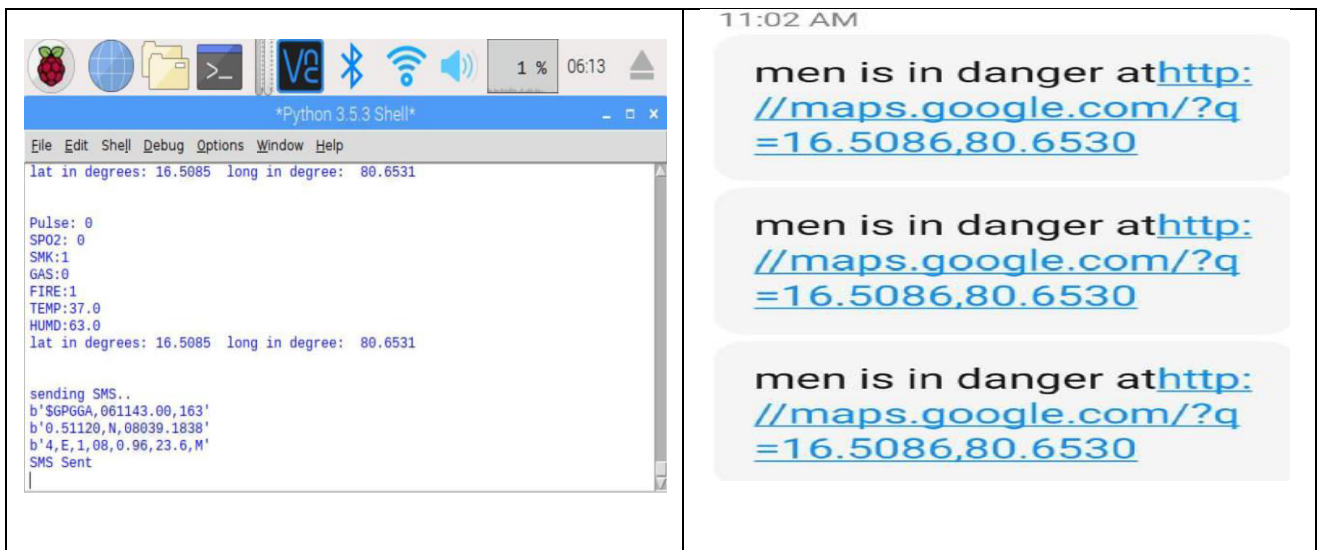 1 % 06:13
*Python 3.5.3 Shell*
File Edit Shell Debug Options Window Help
lat in degrees: 16.5085 long in degree: 80.6531
Pulse: 0
SPO2: 0
SMK:1
GAS:0
FIRE:1
TEMP:37.0
HUMD:63.0
lat in degrees: 16.5085 long in degree: 80.6531
sending SMS..
b'$GPGGA,061143.00,163'
b'0.51120,N,08039.1838'
b'4,E,1,08,0.96,23.6,M'
SMS Sent
11:02 AM
men is in danger athttp:
//maps.google.com/?q
=16.5086,80.6530
men is in danger athttp:
//maps.google.com/?q
=16.5086,80.6530
men is in danger athttp:
//maps.google.com/?q
=16.5086,80.6530